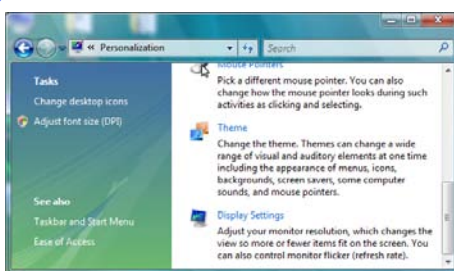 Personalization
Search
Tasks
Change desktop icons
Adjust font size (DPI)
See also
Taskbar and Start Menu
Ease of Access
Mouse Pointers
Pick a different mouse pointer. You can also
change how the mouse pointer looks during such
activities as clicking and selecting.
Theme
Change the theme. Themes can change a wide
range of visual and auditory elements at one time
including the appearance of menus, icons,
backgrounds, screen savers, some computer
sounds, and mouse pointers.
Display Settings
Adjust your monitor resolution, which changes the
view so more or fewer items fit on the screen. You
can also control monitor flicker (refresh rate).